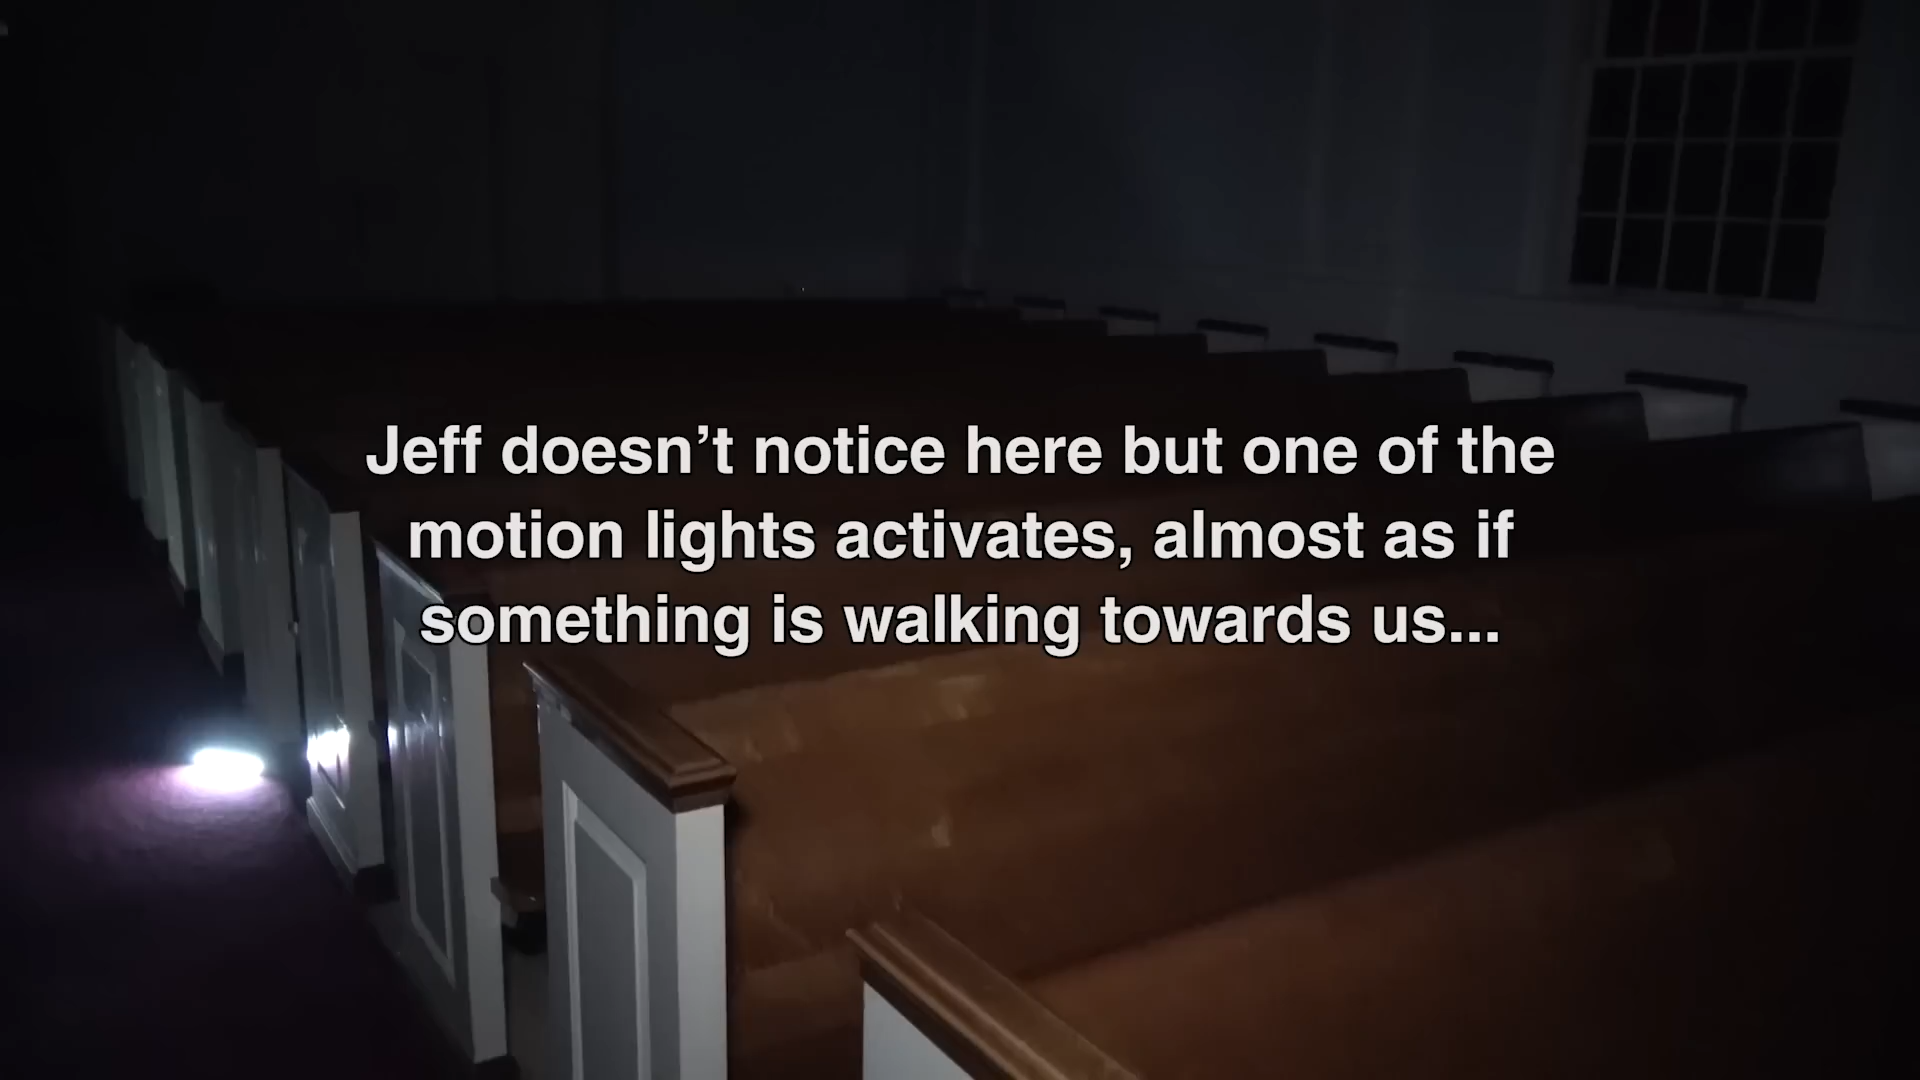 Jeff doesn’t notice here but one of the
motion lights activates, almost as if
something is walking towards us...